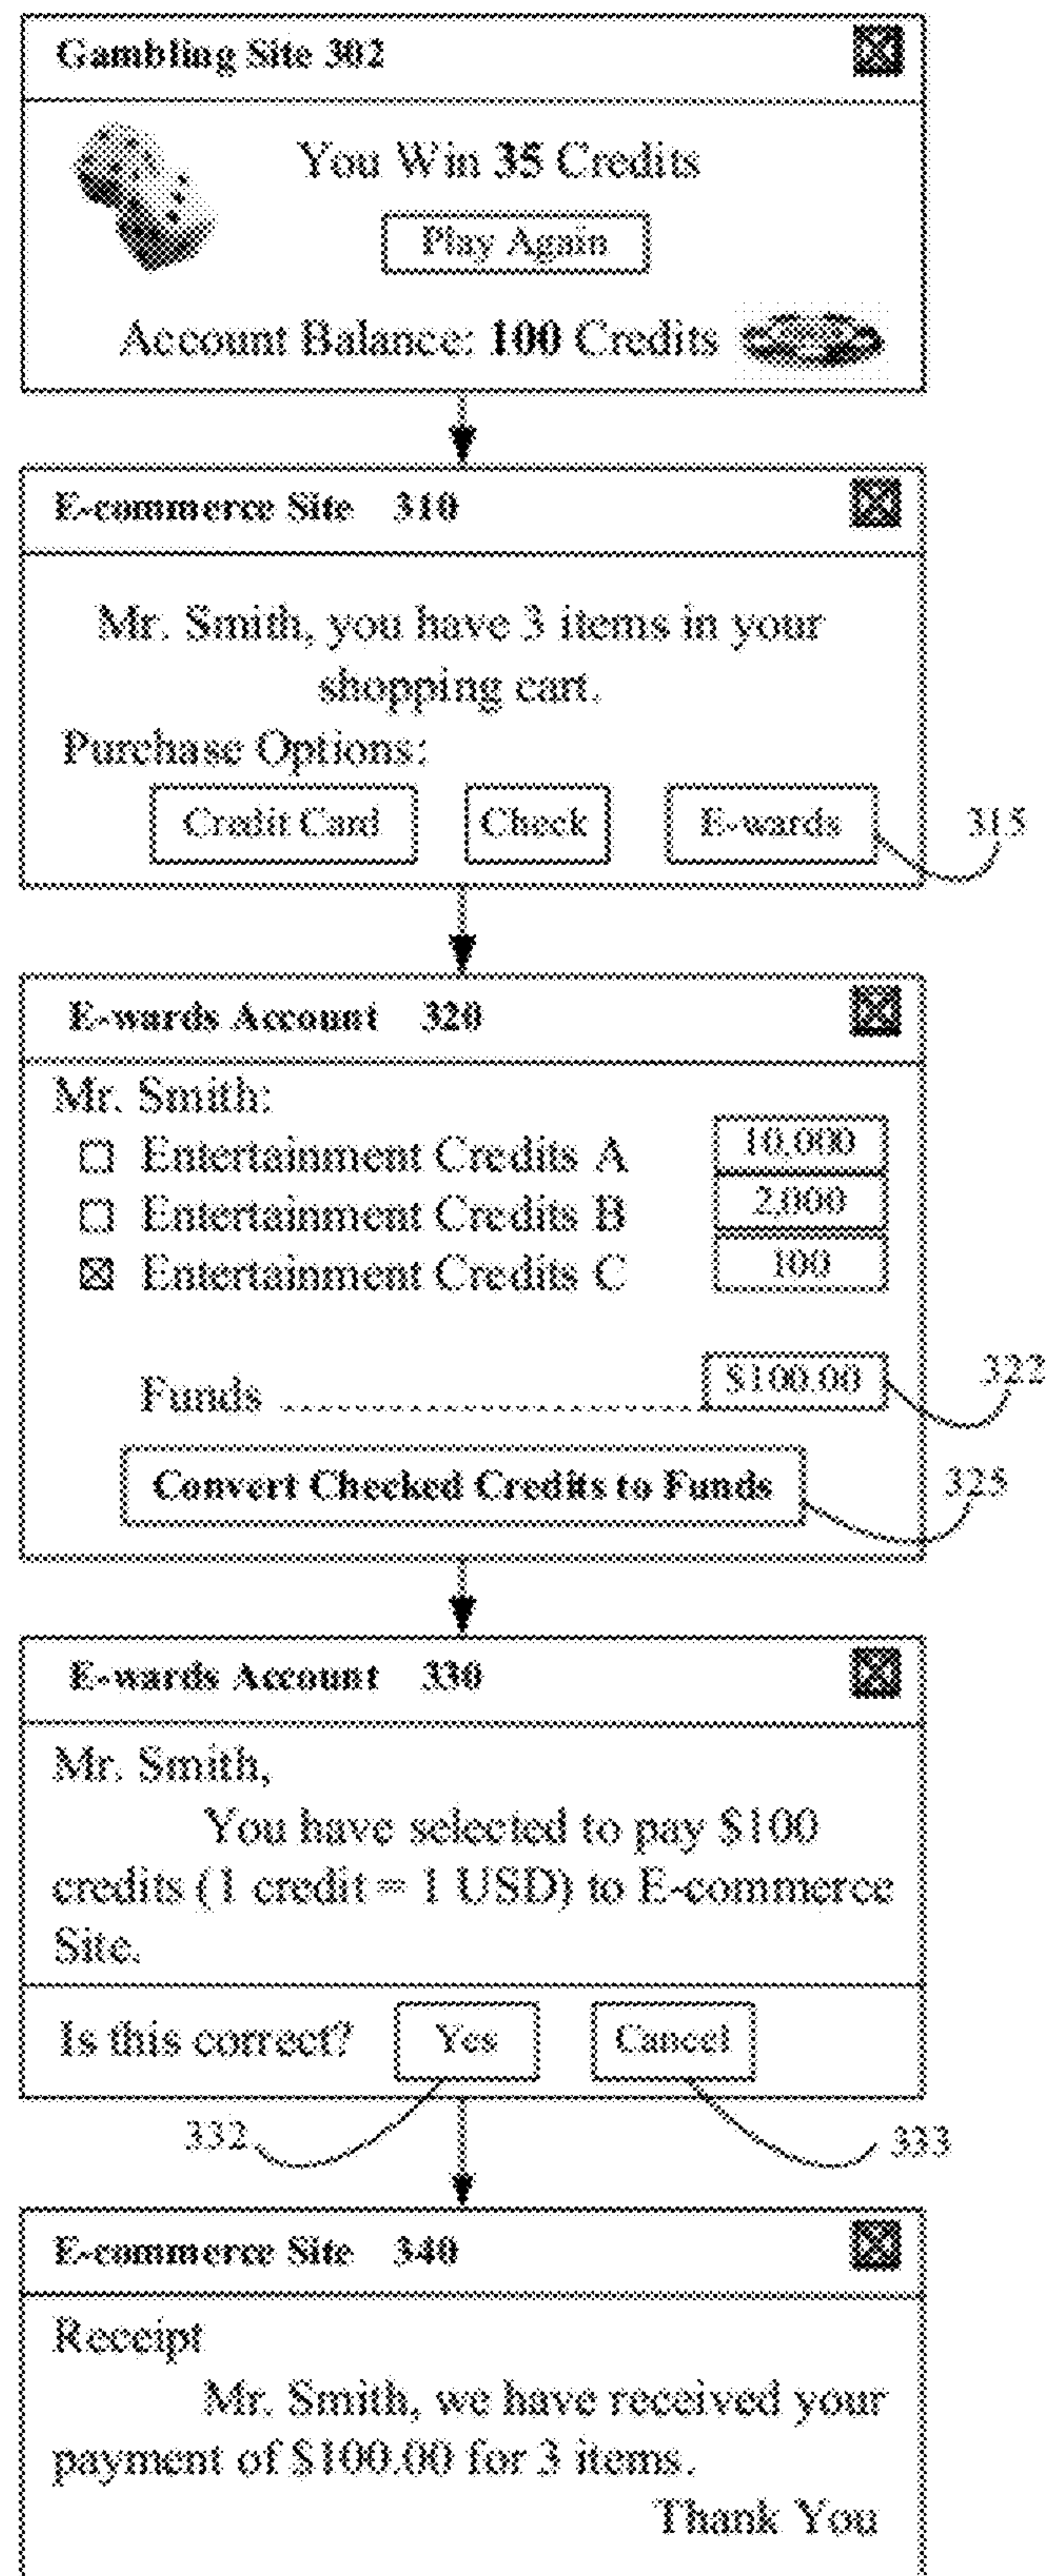 Gambling Site 302
You Win 35 Credits
Play Again
Account Balance: 100 Credits
E-commerce Site 310
Mr. Smith, you have 3 items in your
shopping cart.
Purchase Options:
Credit Card Check E-wards 315
E-wards Account 320
Mr. Smith:
Entertainment Credits A 10,000
Entertainment Credits B 2,000
Entertainment Credits C 100
Funds $100.00 322
Convert Checked Credits to Funds 325
E-wards Account 330
Mr. Smith,
You have selected to pay $100
credits (1 credit = 1 USD) to E-commerce
Site.
Is this correct? Yes Cancel
332 333
E-commerce Site 340
Receipt
Mr. Smith, we have received your
payment of $100.00 for 3 items.
Thank You